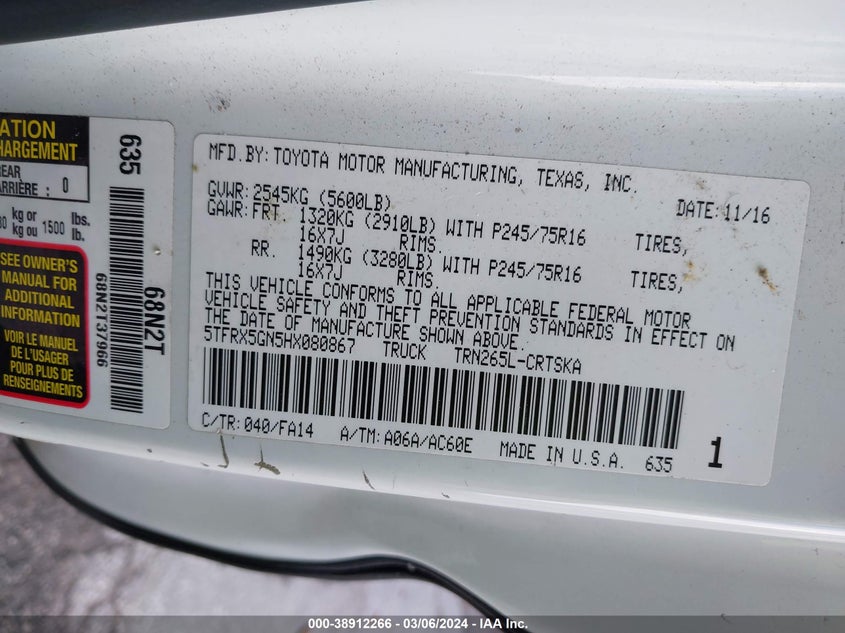 ATION
CHARGEMENT
REAR
ARRIÈRE : 0
kg or lbs.
kg ou 1500 lb.
SEE OWNER'S
MANUAL FOR
ADDITIONAL
INFORMATION
VOIR LE MANUEL
DE L'USAGER
POUR PLUS DE
RENSEIGNEMENTS
635
68N2T
68N2T37966
MFD.BY:TOYOTA MOTOR MANUFACTURING, TEXAS, INC.
GVWR:2545KG (5600LB) DATE:11/16
GAWR:FRT. 1320KG (2910LB) WITH P245/75R16 TIRES,
16X7J RIMS.
RR. 1490KG (3280LB) WITH P245/75R16 TIRES,
16X7J RIMS.
THIS VEHICLE CONFORMS TO ALL APPLICABLE FEDERAL MOTOR
VEHICLE SAFETY AND THEFT PREVENTION STANDARDS IN EFFECT ON
THE DATE OF MANUFACTURE SHOWN ABOVE.
5TFRX5GN5HX080867 TRUCK TRN265L-CRTSKA
C/TR:040/FA14 A/TM:A06A/AC60E MADE IN U.S.A. 635 1
000-38912266 - 03/06/2024 - IAA Inc.